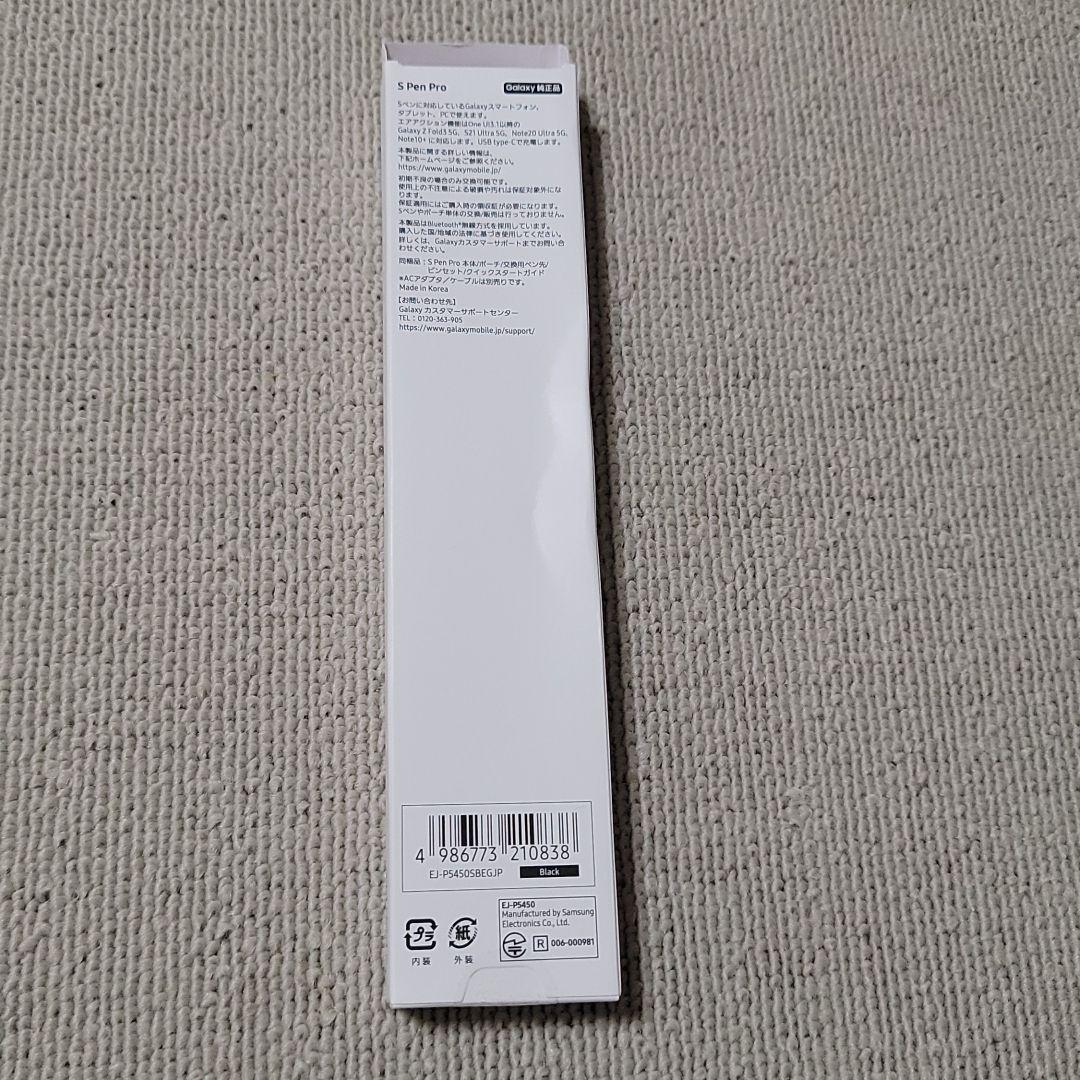 S Pen Pro
Galaxy 純正品
Sペンに対応しているGalaxyスマートフォン、
タブレット、PCで使えます。
エアアクション機能はOne UI3.1以降の
Galaxy Z Fold3 5G、S21 Ultra 5G、Note20 Ultra 5G、
Note10+ に対応します。USB type-Cで充電します。
本製品に関する詳しい情報は、
下記ホームページをご参照ください。
https://www.galaxymobile.jp/
初期不良の場合のみ交換可能です。
使用上の不注意による破損や汚れは保証対象外にな
ります。
保証適用にはご購入時の領収証が必要になります。
Sペンやポーチ単体の交換/販売は行っておりません。
本製品はBluetooth®無線方式を採用しています。
購入した国/地域の法律に基づき使用してください。
詳しくは、Galaxyカスタマーサポートまでお問い合
わせください。
同梱品：S Pen Pro 本体/ポーチ/交換用ペン先/
ピンセット/クイックスタートガイド
※ACアダプタ／ケーブルは別売りです。
Made in Korea
【お問い合わせ先】
Galaxy カスタマーサポートセンター
TEL：0120-363-905
https://www.galaxymobile.jp/support/
4 986773 210838
EJ-P5450SBEGJP Black
EJ-P5450
Manufactured by Samsung
Electronics Co., Ltd.
R 006-000981
プラ 紙
内装 外装